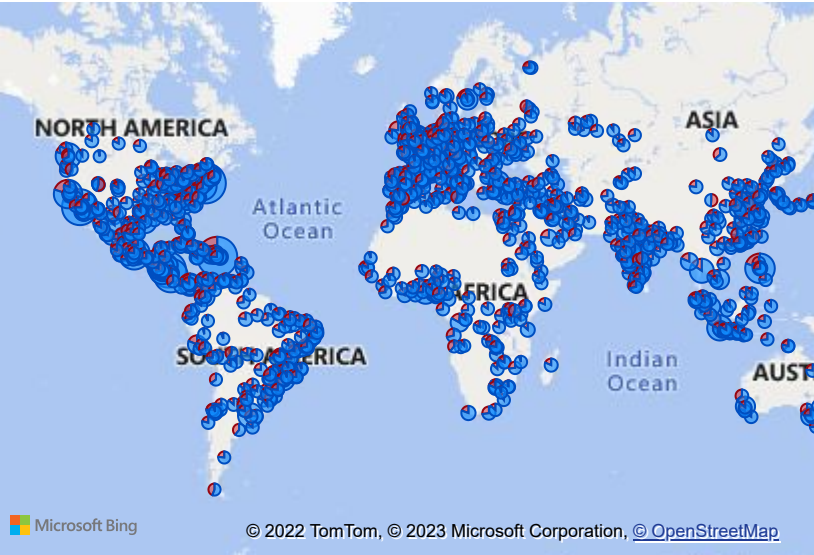 NORTH AMERICA
ASIA
Atlantic
Ocean
AFRICA
SOUTH AMERICA
Indian
Ocean
AUST
Microsoft Bing
© 2022 TomTom, © 2023 Microsoft Corporation, © OpenStreetMap